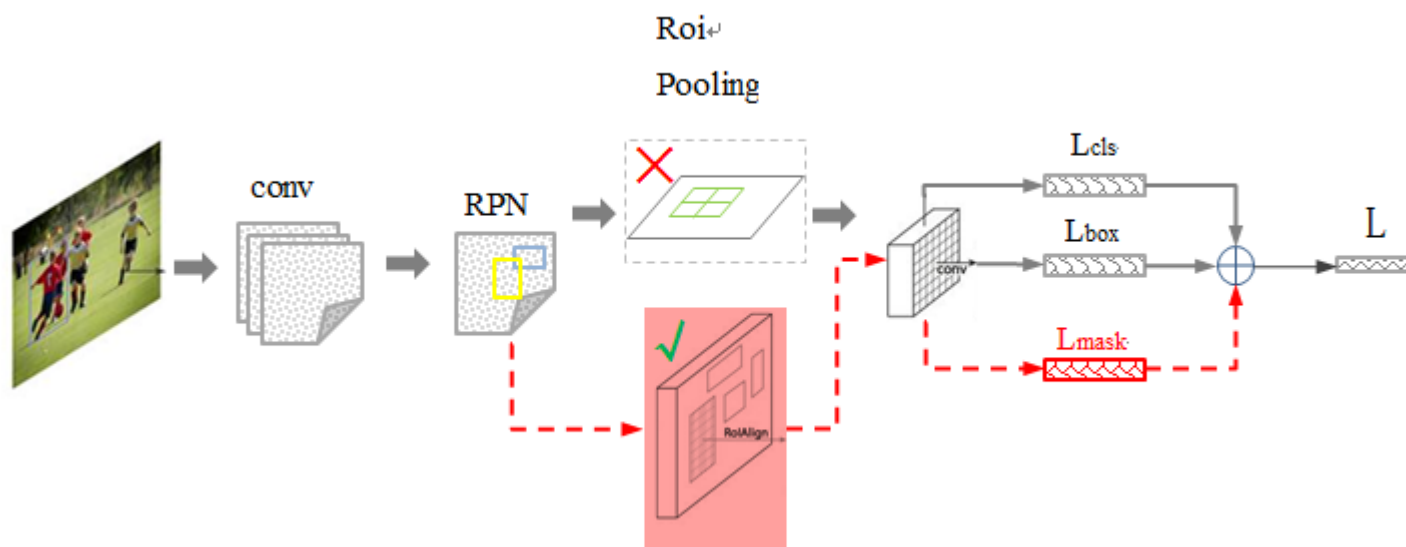 Roi↵
Pooling
conv
RPN
RoIAlign
conv
Lcls
Lbox
Lmask
L